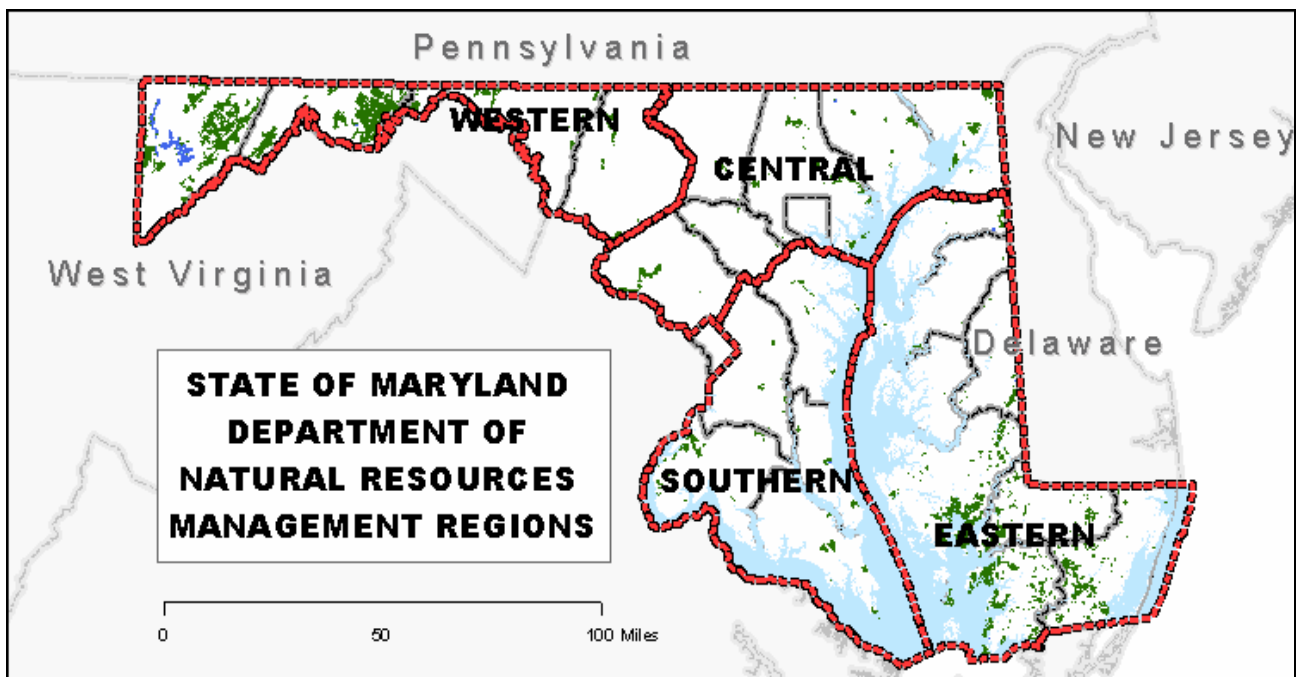 Pennsylvania
New Jersey
WESTERN
CENTRAL
West Virginia
Delaware
STATE OF MARYLAND
DEPARTMENT OF
NATURAL RESOURCES
MANAGEMENT REGIONS
SOUTHERN
EASTERN
0 50 100 Miles